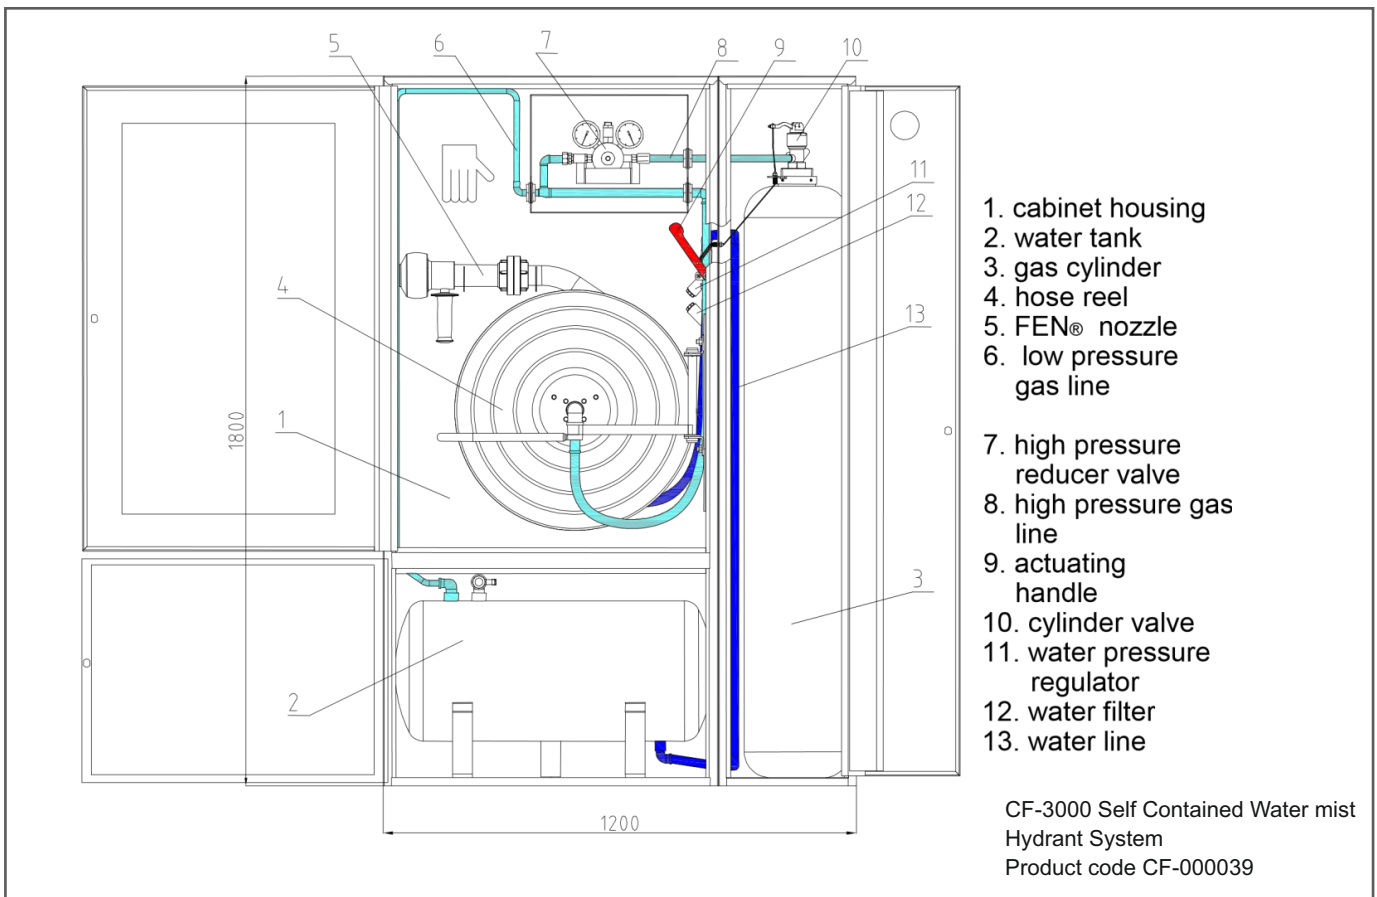 5
6
7
8
9
10
11
12
4
13
1
1800
3
2
1200
1. cabinet housing
2. water tank
3. gas cylinder
4. hose reel
5. FEN® nozzle
6. low pressure
gas line
7. high pressure
reducer valve
8. high pressure gas
line
9. actuating
handle
10. cylinder valve
11. water pressure
regulator
12. water filter
13. water line
CF-3000 Self Contained Water mist
Hydrant System
Product code CF-000039